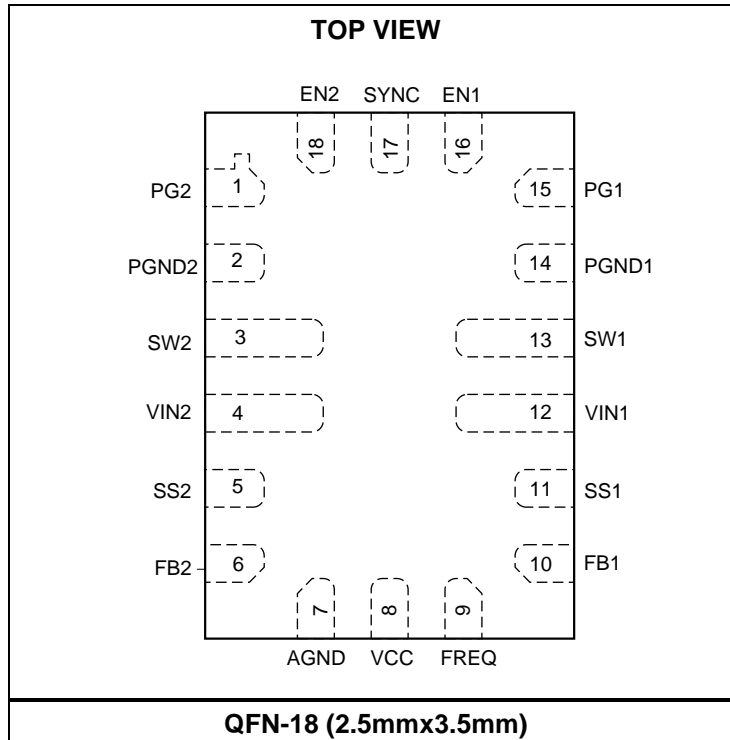 TOP VIEW
EN2 SYNC EN1
18 17 16
PG2 1 15 PG1
PGND2 2 14 PGND1
SW2 3 13 SW1
VIN2 4 12 VIN1
SS2 5 11 SS1
FB2 6 10 FB1
7 8 9
AGND VCC FREQ
QFN-18 (2.5mmx3.5mm)